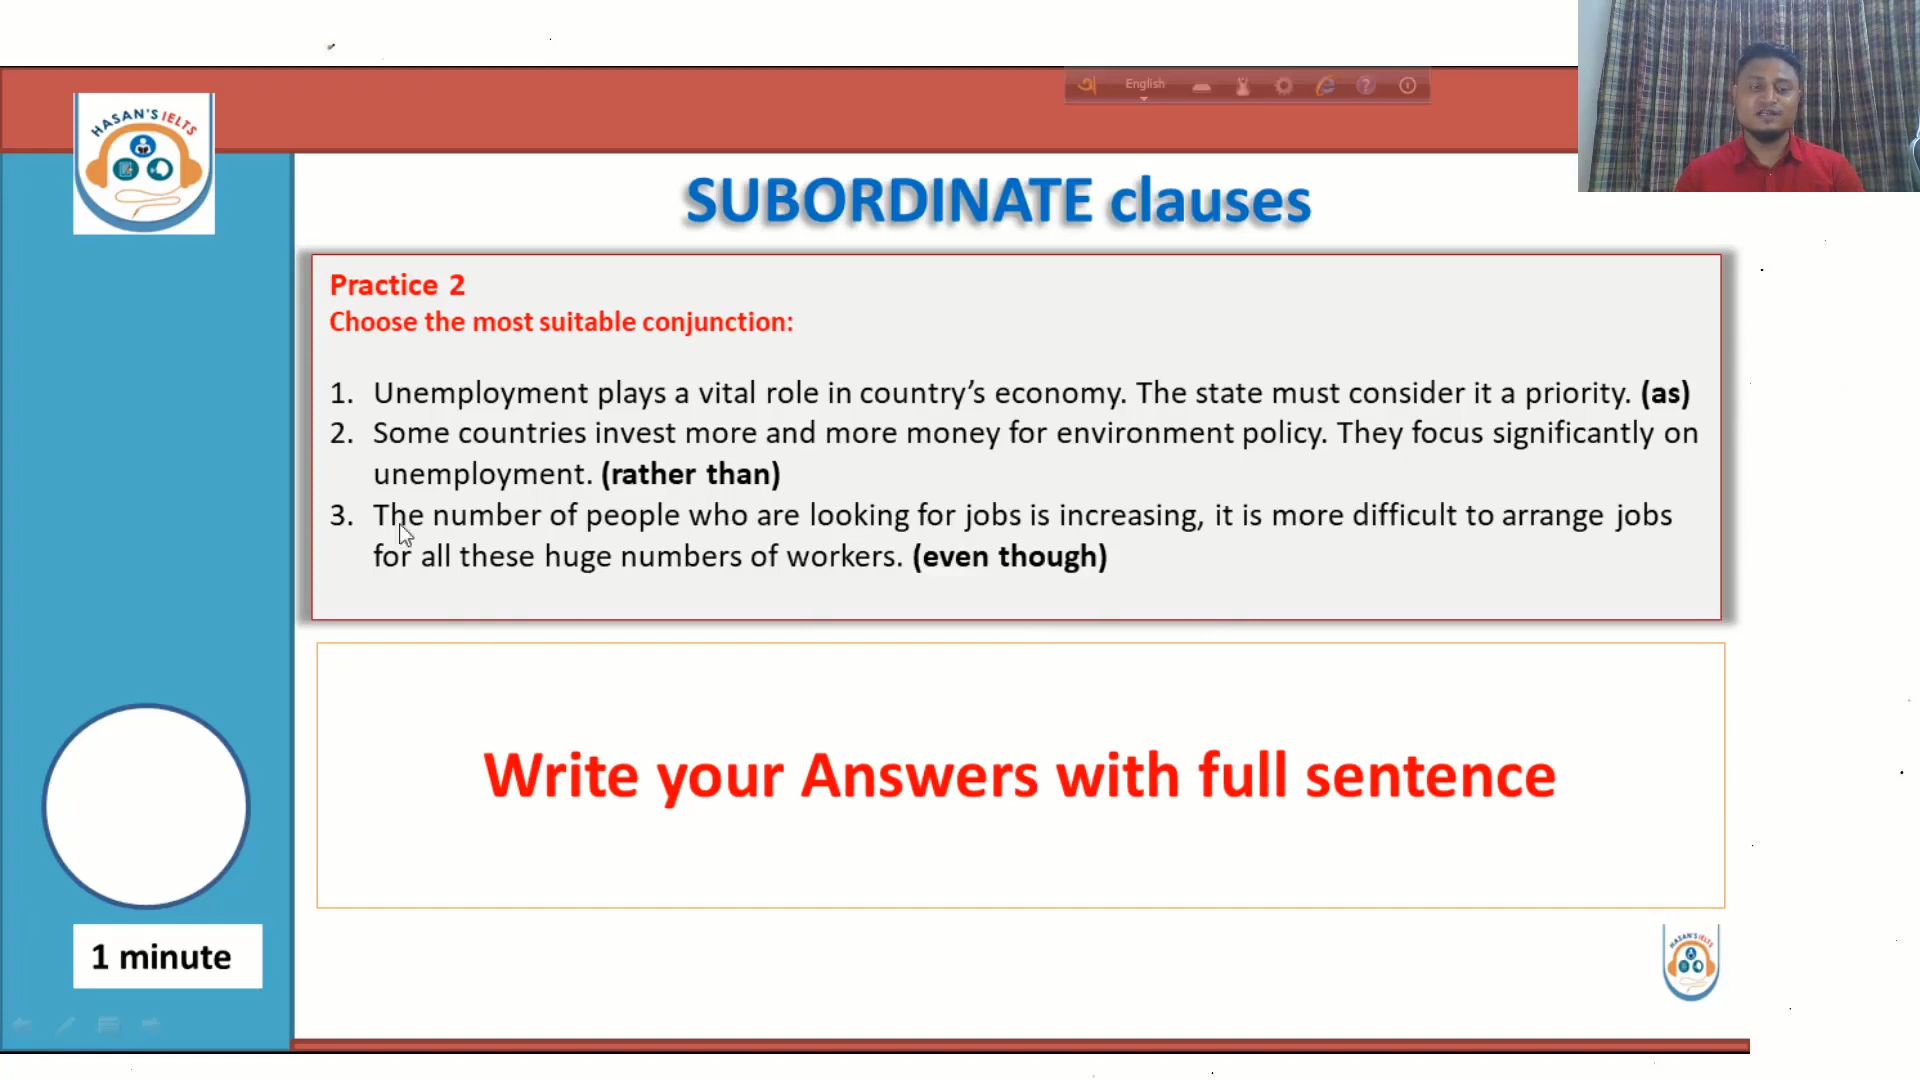 English
HASAN'S IELTS
SUBORDINATE clauses
Practice 2
Choose the most suitable conjunction:
1. Unemployment plays a vital role in country’s economy. The state must consider it a priority. (as)
2. Some countries invest more and more money for environment policy. They focus significantly on
unemployment. (rather than)
3. The number of people who are looking for jobs is increasing, it is more difficult to arrange jobs
for all these huge numbers of workers. (even though)
Write your Answers with full sentence
1 minute
HASAN'S IELTS